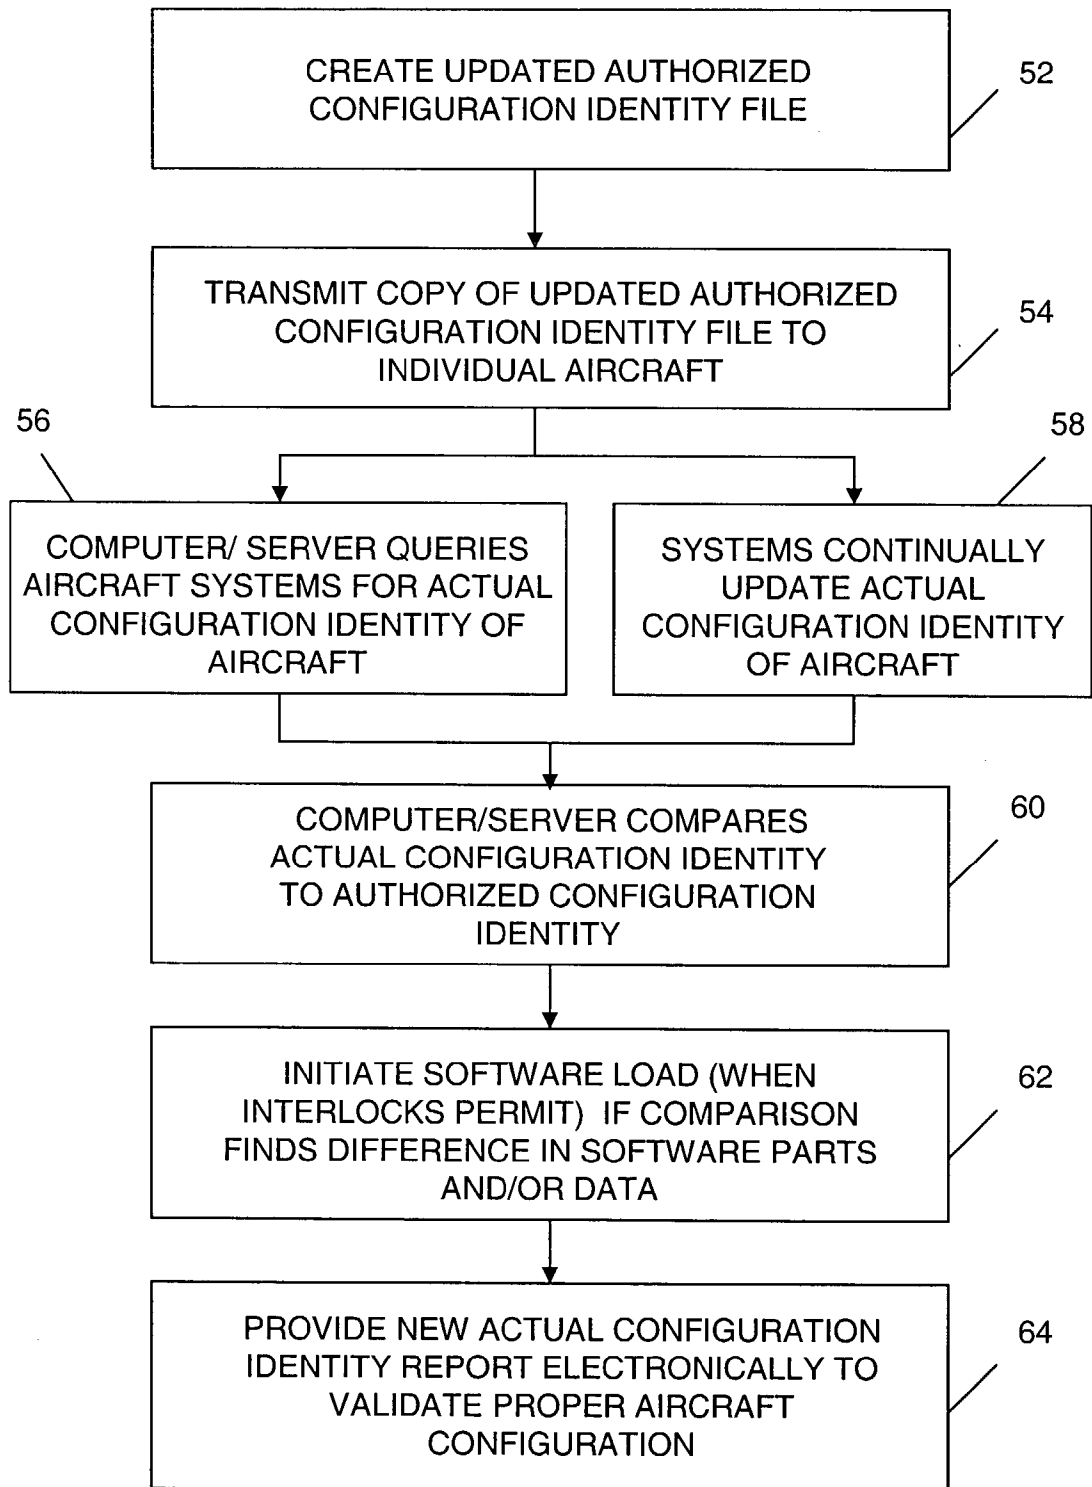 CREATE UPDATED AUTHORIZED
CONFIGURATION IDENTITY FILE
52
TRANSMIT COPY OF UPDATED AUTHORIZED
CONFIGURATION IDENTITY FILE TO
INDIVIDUAL AIRCRAFT
54
56
COMPUTER/ SERVER QUERIES
AIRCRAFT SYSTEMS FOR ACTUAL
CONFIGURATION IDENTITY OF
AIRCRAFT
58
SYSTEMS CONTINUALLY
UPDATE ACTUAL
CONFIGURATION IDENTITY
OF AIRCRAFT
COMPUTER/SERVER COMPARES
ACTUAL CONFIGURATION IDENTITY
TO AUTHORIZED CONFIGURATION
IDENTITY
60
INITIATE SOFTWARE LOAD (WHEN
INTERLOCKS PERMIT) IF COMPARISON
FINDS DIFFERENCE IN SOFTWARE PARTS
AND/OR DATA
62
PROVIDE NEW ACTUAL CONFIGURATION
IDENTITY REPORT ELECTRONICALLY TO
VALIDATE PROPER AIRCRAFT
CONFIGURATION
64